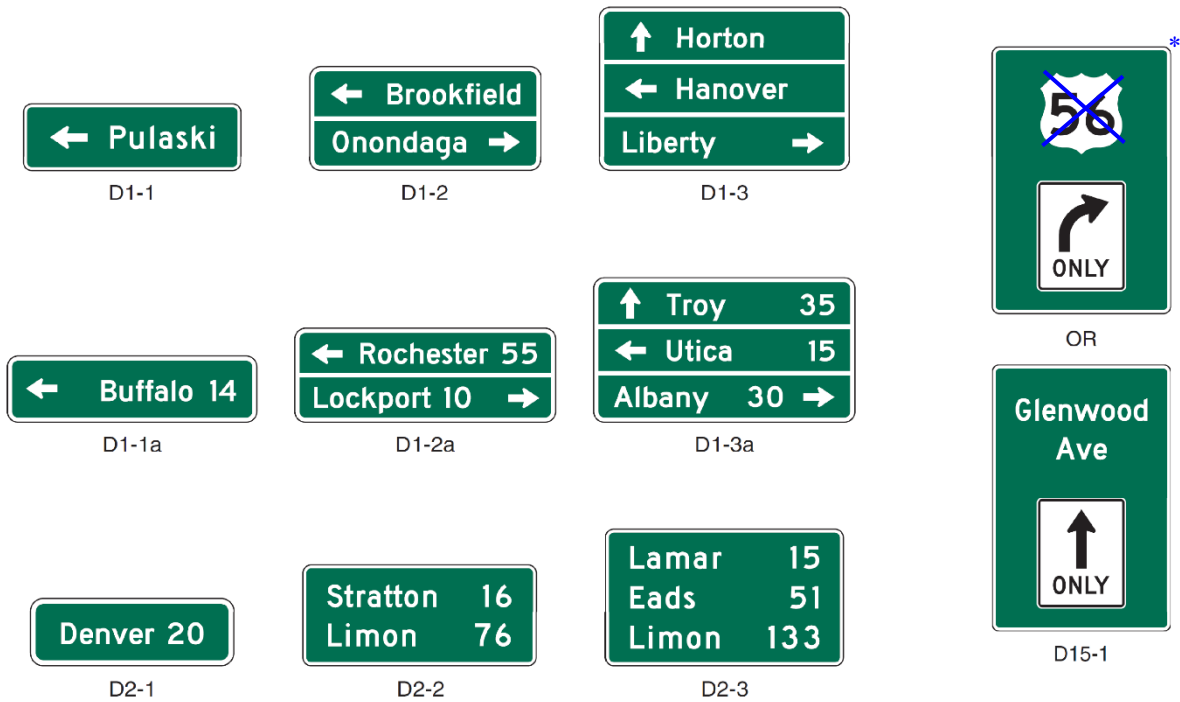 ← Pulaski
D1-1
← Brookfield
Onondaga →
D1-2
↑ Horton
← Hanover
Liberty →
D1-3
← Buffalo 14
D1-1a
← Rochester 55
Lockport 10 →
D1-2a
↑ Troy 35
← Utica 15
Albany 30 →
D1-3a
Denver 20
D2-1
Stratton 16
Limon 76
D2-2
Lamar 15
Eads 51
Limon 133
D2-3
*
56
ONLY
OR
Glenwood
Ave
ONLY
D15-1